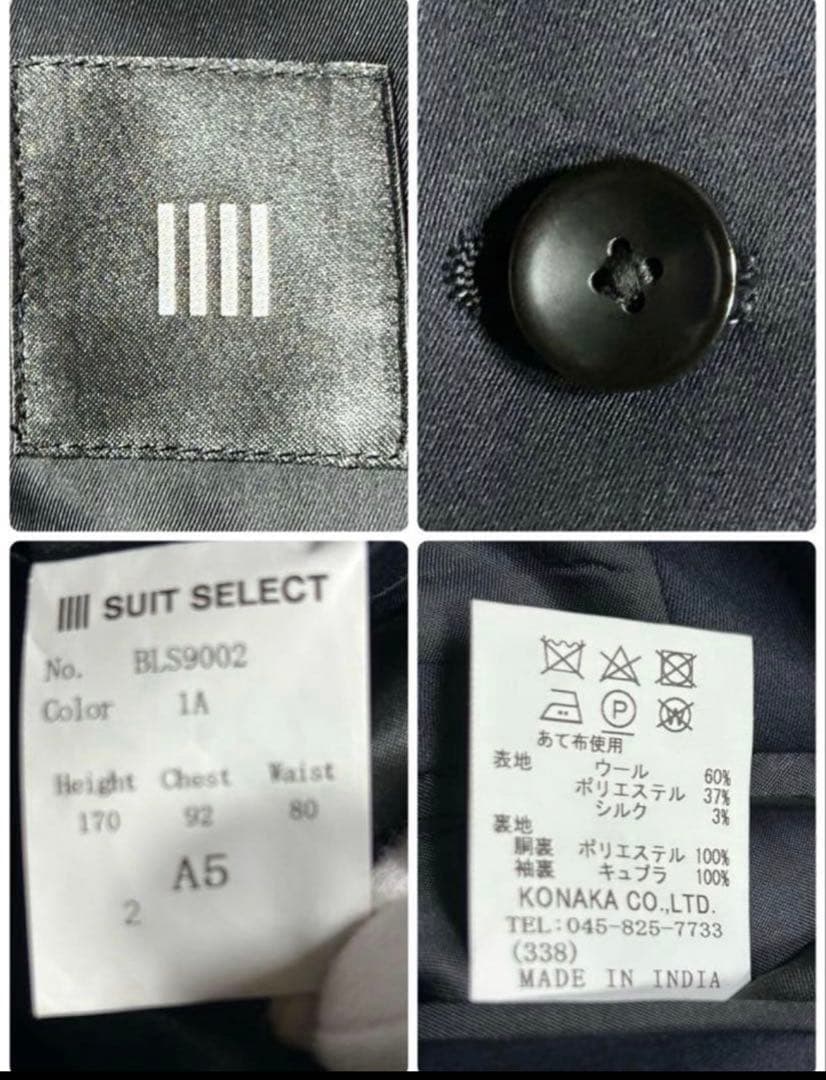 SUIT SELECT
No. BLS9002
Color 1A
Height Chest Waist
170 92 80
A5
2
P
W
あて布使用
表地 ウール 60%
ポリエステル 37%
シルク 3%
裏地
胴裏 ポリエステル 100%
袖裏 キュプラ 100%
KONAKA CO.,LTD.
TEL:045-825-7733
(338)
MADE IN INDIA